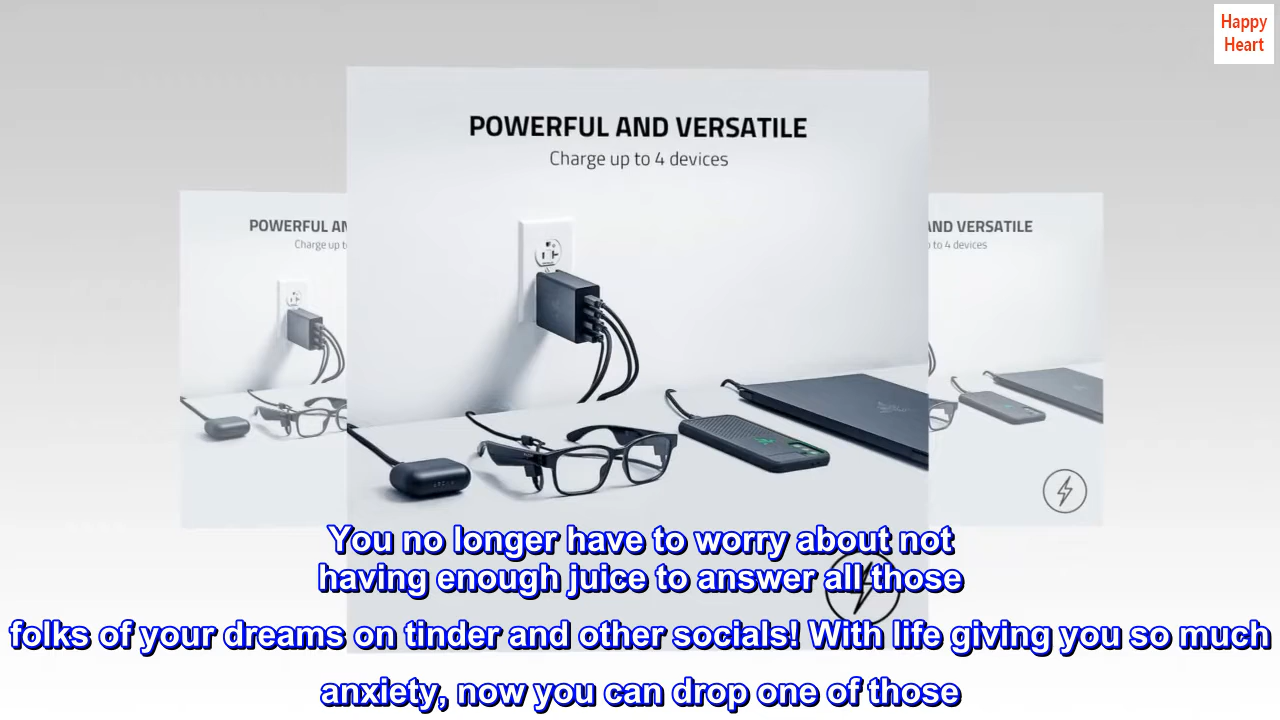 Happy
Heart
POWERFUL AND VERSATILE
Charge up to 4 devices
POWERFUL AN
Charge up t
AND VERSATILE
to 4 devices
You no longer have to worry about not
having enough juice to answer all those
folks of your dreams on tinder and other socials! With life giving you so much
anxiety, now you can drop one of those